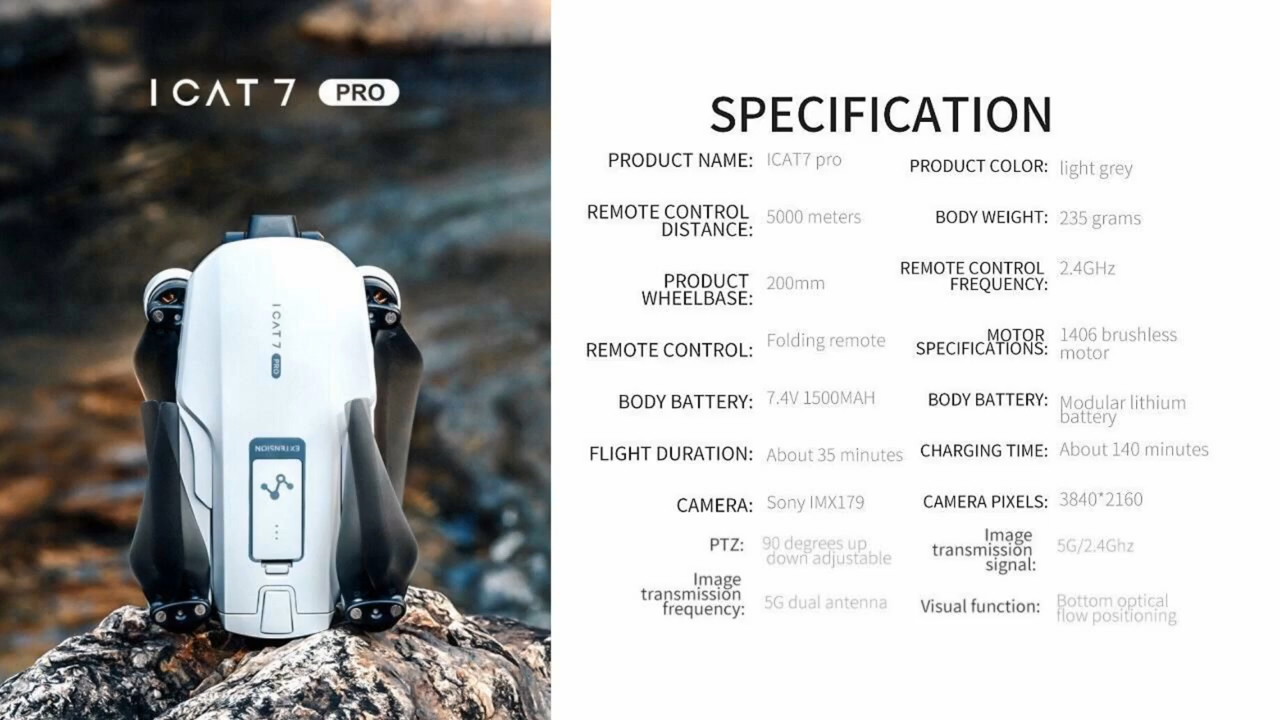 ICAT 7 PRO
ICAT 7 PRO
EXTENSION
SPECIFICATION
PRODUCT NAME: ICAT7 pro
PRODUCT COLOR: light grey
REMOTE CONTROL
DISTANCE: 5000 meters
BODY WEIGHT: 235 grams
PRODUCT
WHEELBASE: 200mm
REMOTE CONTROL
FREQUENCY: 2.4GHz
REMOTE CONTROL: Folding remote
MOTOR
SPECIFICATIONS: 1406 brushless
motor
BODY BATTERY: 7.4V 1500MAH
BODY BATTERY: Modular lithium
battery
FLIGHT DURATION: About 35 minutes
CHARGING TIME: About 140 minutes
CAMERA: Sony IMX179
CAMERA PIXELS: 3840*2160
PTZ: 90 degrees up
down adjustable
Image
transmission
signal: 5G/2.4Ghz
Image
transmission
frequency: 5G dual antenna
Visual function: Bottom optical
flow positioning